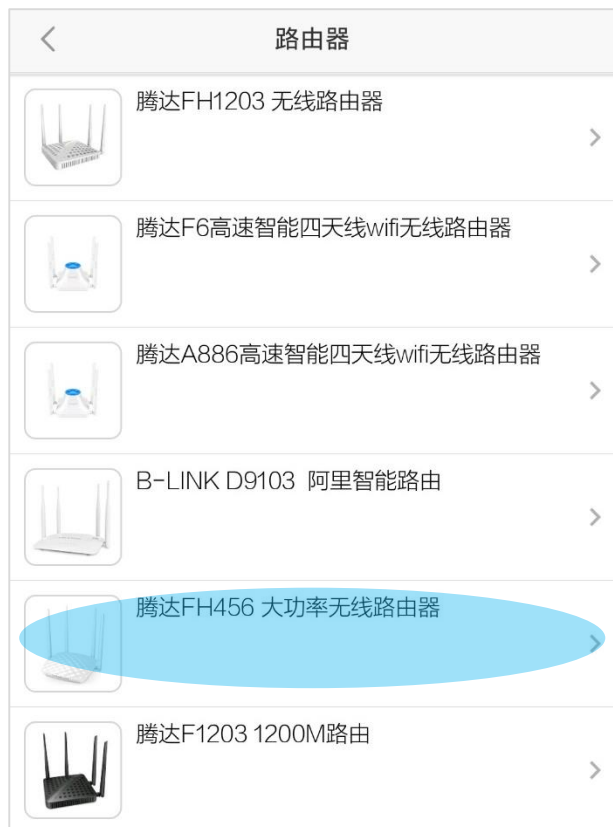 路由器
腾达FH1203 无线路由器
腾达F6高速智能四天线wifi无线路由器
腾达A886高速智能四天线wifi无线路由器
B-LINK D9103 阿里智能路由
腾达FH456 大功率无线路由器
腾达F1203 1200M路由